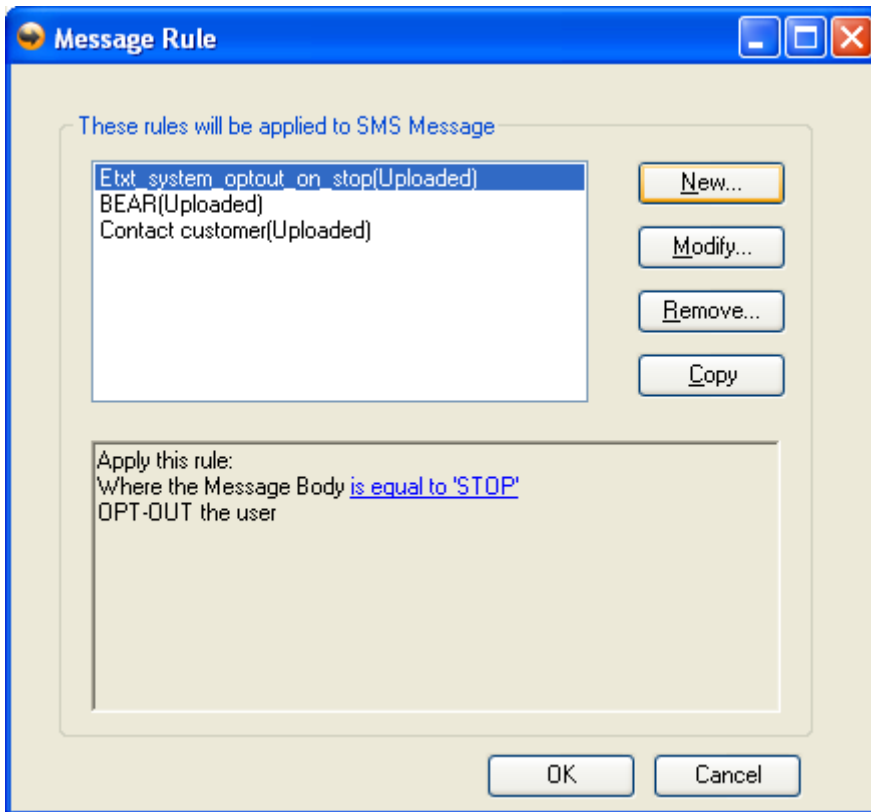 Message Rule
These rules will be applied to SMS Message
Etxt_system_optout_on_stop(Uploaded)
BEAR(Uploaded)
Contact customer(Uploaded)
New...
Modify...
Remove...
Copy
Apply this rule:
Where the Message Body is equal to 'STOP'
OPT-OUT the user
OK
Cancel